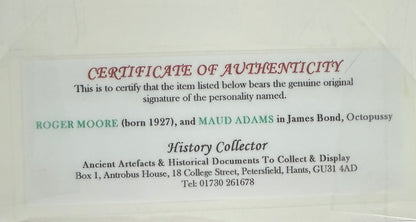 CERTIFICATE OF AUTHENTICITY
This is to certify that the item listed below bears the genuine original
signature of the personality named.
ROGER MOORE (born 1927), and MAUD ADAMS in James Bond, Octopussy
History Collector
Ancient Artefacts & Historical Documents To Collect & Display
Box 1, Antrobus House, 18 College Street, Petersfield, Hants, GU31 4AD
Tel: 01730 261678